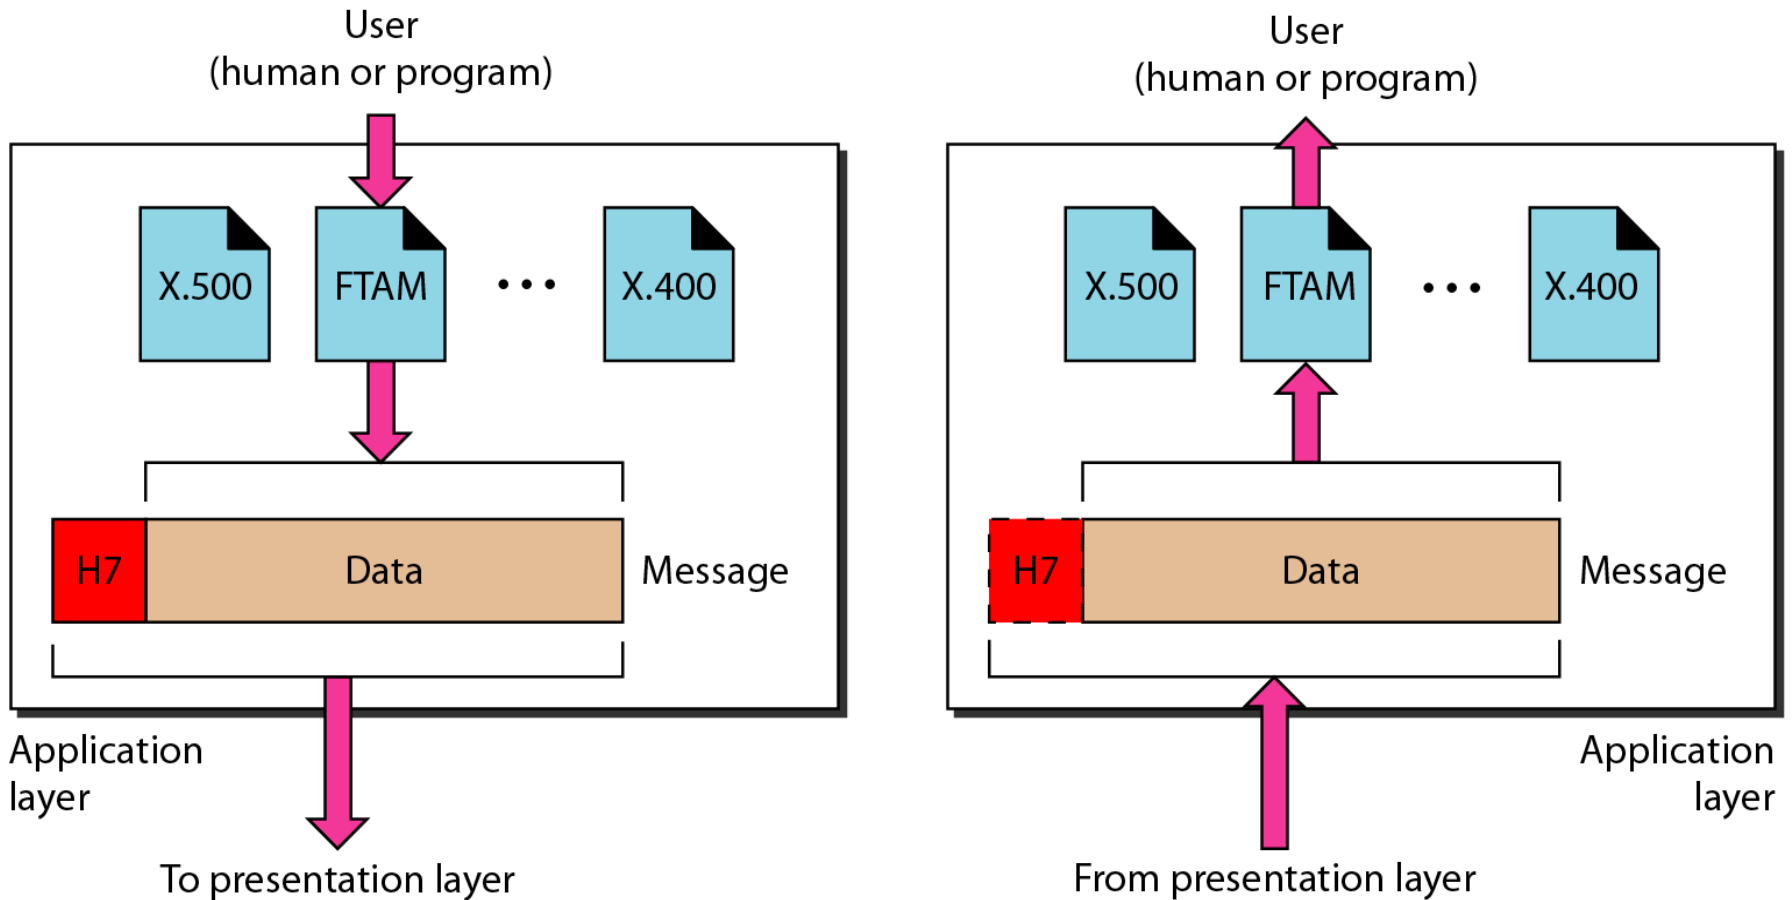 User
(human or program)
X.500
FTAM
...
X.400
H7
Data
Message
Application
layer
To presentation layer
User
(human or program)
X.500
FTAM
...
X.400
H7
Data
Message
Application
layer
From presentation layer